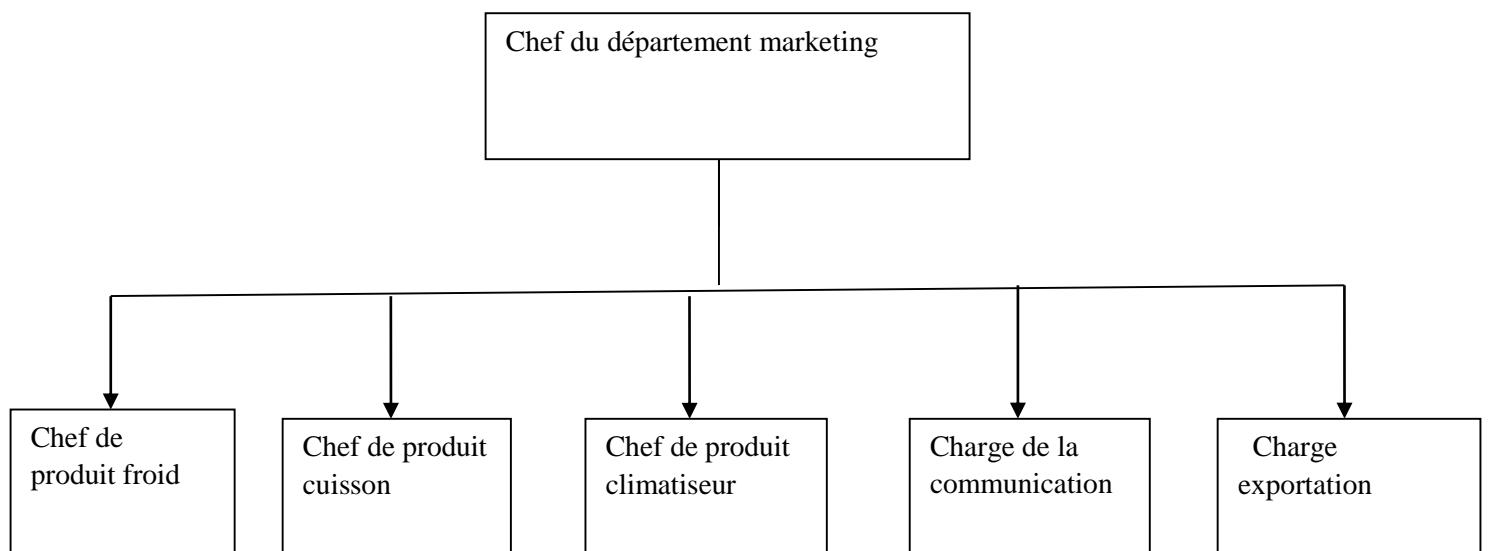 Chef du département marketing
Chef de
produit froid
Chef de produit
cuisson
Chef de produit
climatiseur
Charge de la
communication
Charge
exportation